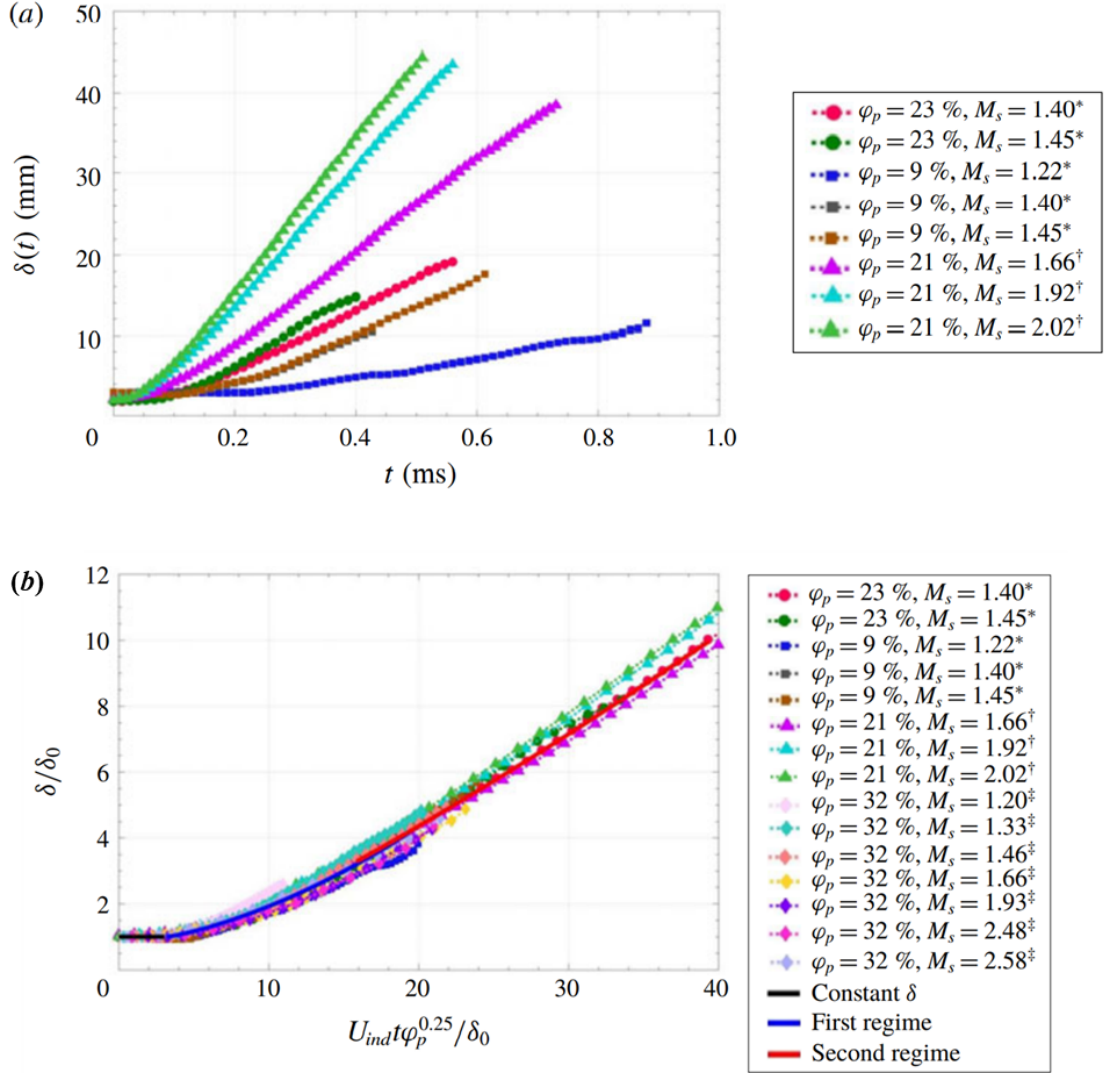 (a)
50
40
30
20
10
0
0.2
0.4
0.6
0.8
1.0
δ(t) (mm)
t (ms)
φp = 23 %, Ms = 1.40*
φp = 23 %, Ms = 1.45*
φp = 9 %, Ms = 1.22*
φp = 9 %, Ms = 1.40*
φp = 9 %, Ms = 1.45*
φp = 21 %, Ms = 1.66†
φp = 21 %, Ms = 1.92†
φp = 21 %, Ms = 2.02†
(b)
12
10
8
6
4
2
0
10
20
30
40
δ/δ0
Uind tφp^0.25/δ0
φp = 23 %, Ms = 1.40*
φp = 23 %, Ms = 1.45*
φp = 9 %, Ms = 1.22*
φp = 9 %, Ms = 1.40*
φp = 9 %, Ms = 1.45*
φp = 21 %, Ms = 1.66†
φp = 21 %, Ms = 1.92†
φp = 21 %, Ms = 2.02†
φp = 32 %, Ms = 1.20‡
φp = 32 %, Ms = 1.33‡
φp = 32 %, Ms = 1.46‡
φp = 32 %, Ms = 1.66‡
φp = 32 %, Ms = 1.93‡
φp = 32 %, Ms = 2.48‡
φp = 32 %, Ms = 2.58‡
Constant δ
First regime
Second regime